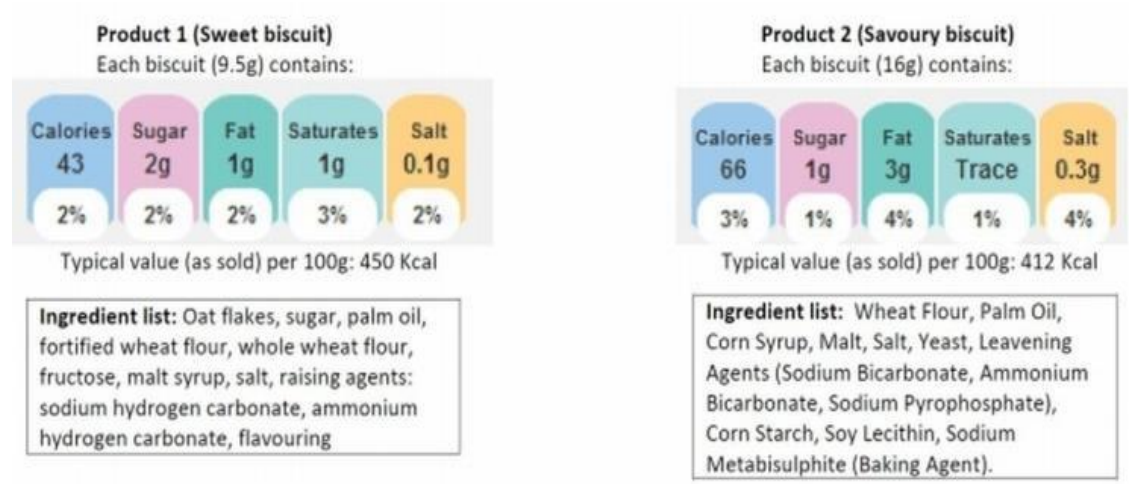 Product 1 (Sweet biscuit)
Each biscuit (9.5g) contains:
Calories Sugar Fat Saturates Salt
43 2g 1g 1g 0.1g
2% 2% 2% 3% 2%
Typical value (as sold) per 100g: 450 Kcal
Ingredient list: Oat flakes, sugar, palm oil,
fortified wheat flour, whole wheat flour,
fructose, malt syrup, salt, raising agents:
sodium hydrogen carbonate, ammonium
hydrogen carbonate, flavouring
Product 2 (Savoury biscuit)
Each biscuit (16g) contains:
Calories Sugar Fat Saturates Salt
66 1g 3g Trace 0.3g
3% 1% 4% 1% 4%
Typical value (as sold) per 100g: 412 Kcal
Ingredient list: Wheat Flour, Palm Oil,
Corn Syrup, Malt, Salt, Yeast, Leavening
Agents (Sodium Bicarbonate, Ammonium
Bicarbonate, Sodium Pyrophosphate),
Corn Starch, Soy Lecithin, Sodium
Metabisulphite (Baking Agent).